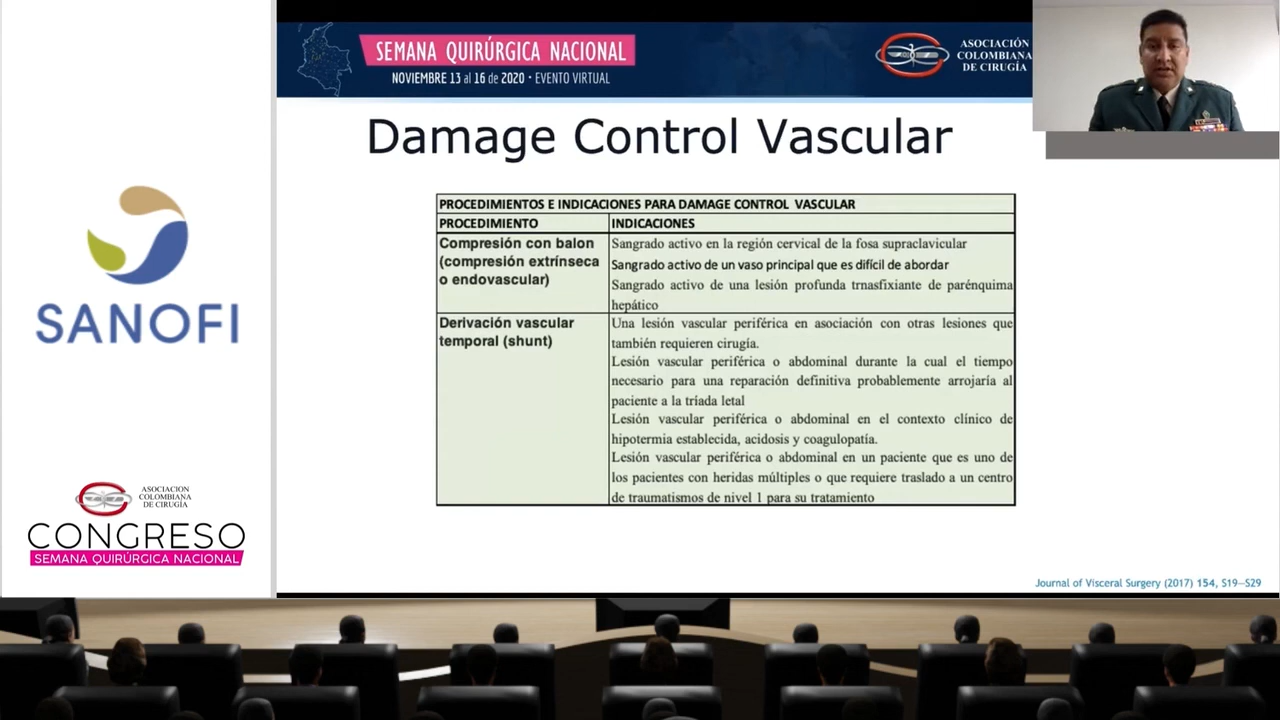 SEMANA QUIRÚRGICA NACIONAL
NOVIEMBRE 13 al 16 de 2020 • EVENTO VIRTUAL
ASOCIACIÓN
COLOMBIANA
DE CIRUGÍA
Damage Control Vascular
PROCEDIMIENTOS E INDICACIONES PARA DAMAGE CONTROL VASCULAR
PROCEDIMIENTO
INDICACIONES
Compresión con balon
(compresión extrínseca
o endovascular)
Sangrado activo en la región cervical de la fosa supraclavicular
Sangrado activo de un vaso principal que es difícil de abordar
Sangrado activo de una lesión profunda trnasfixiante de parénquima
hepático
Derivación vascular
temporal (shunt)
Una lesión vascular periférica en asociación con otras lesiones que
también requieren cirugía.
Lesión vascular periférica o abdominal durante la cual el tiempo
necesario para una reparación definitiva probablemente arrojaría al
paciente a la tríada letal
Lesión vascular periférica o abdominal en el contexto clínico de
hipotermia establecida, acidosis y coagulopatía.
Lesión vascular periférica o abdominal en un paciente que es uno de
los pacientes con heridas múltiples o que requiere traslado a un centro
de traumatismos de nivel 1 para su tratamiento
Journal of Visceral Surgery (2017) 154, S19—S29
SANOFI
ASOCIACIÓN
COLOMBIANA
DE CIRUGÍA
CONGRESO
SEMANA QUIRÚRGICA NACIONAL